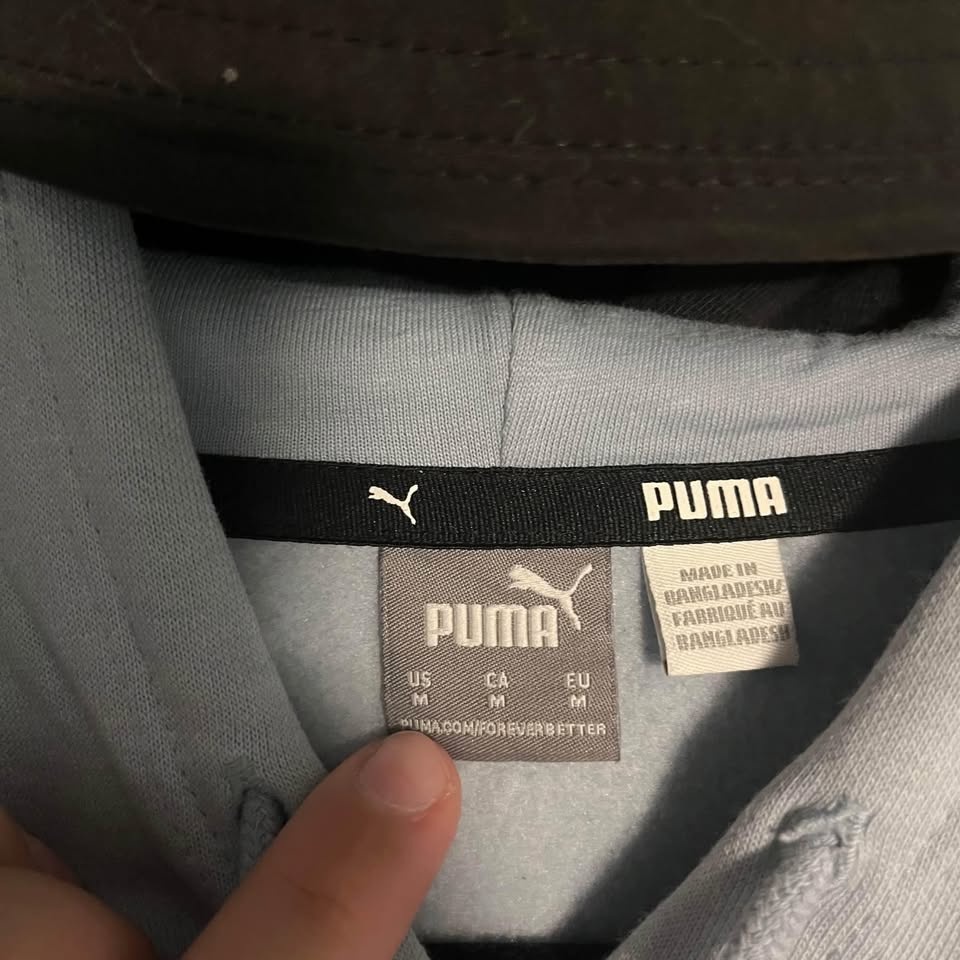 PUMA
PUMA
US CA EU
M M M
PUMA.COM/FOREVERBETTER
MADE IN
BANGLADESH/
FABRIQUÉ AU
BANGLADESH